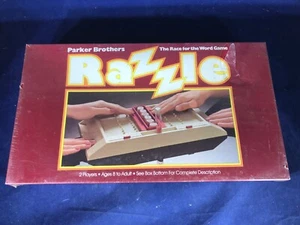 Parker Brothers
The Race for the Word Game
Razzle
2 Players • Ages 8 to Adult • See Box Bottom For Complete Description